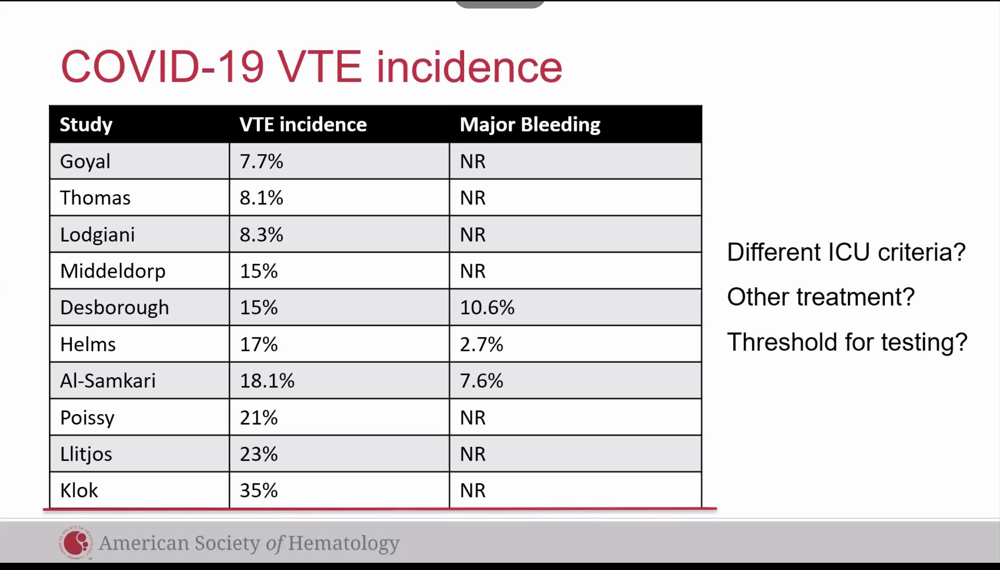 COVID-19 VTE incidence
Study VTE incidence Major Bleeding
Goyal 7.7% NR
Thomas 8.1% NR
Lodgiani 8.3% NR
Middeldorp 15% NR
Desborough 15% 10.6%
Helms 17% 2.7%
Al-Samkari 18.1% 7.6%
Poissy 21% NR
Llitjos 23% NR
Klok 35% NR
Different ICU criteria?
Other treatment?
Threshold for testing?
American Society of Hematology